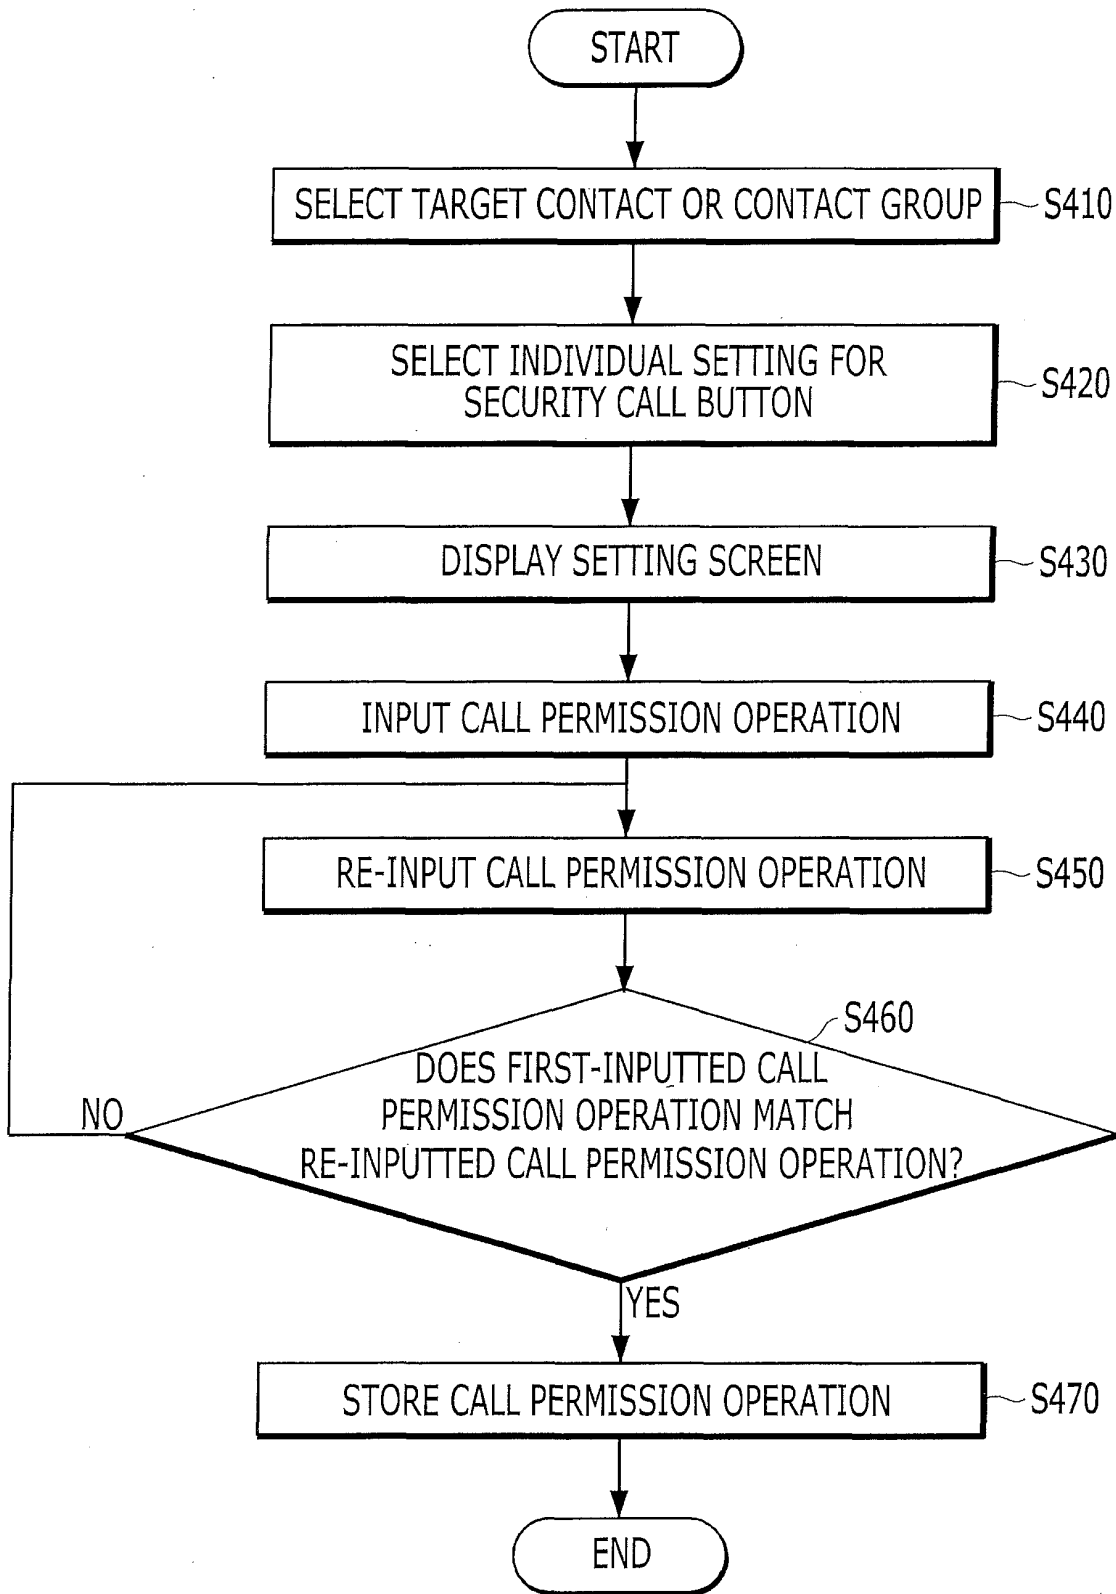 START
SELECT TARGET CONTACT OR CONTACT GROUP
S410
SELECT INDIVIDUAL SETTING FOR
SECURITY CALL BUTTON
S420
DISPLAY SETTING SCREEN
S430
INPUT CALL PERMISSION OPERATION
S440
RE-INPUT CALL PERMISSION OPERATION
S450
S460
DOES FIRST-INPUTTED CALL
PERMISSION OPERATION MATCH
RE-INPUTTED CALL PERMISSION OPERATION?
NO
YES
STORE CALL PERMISSION OPERATION
S470
END